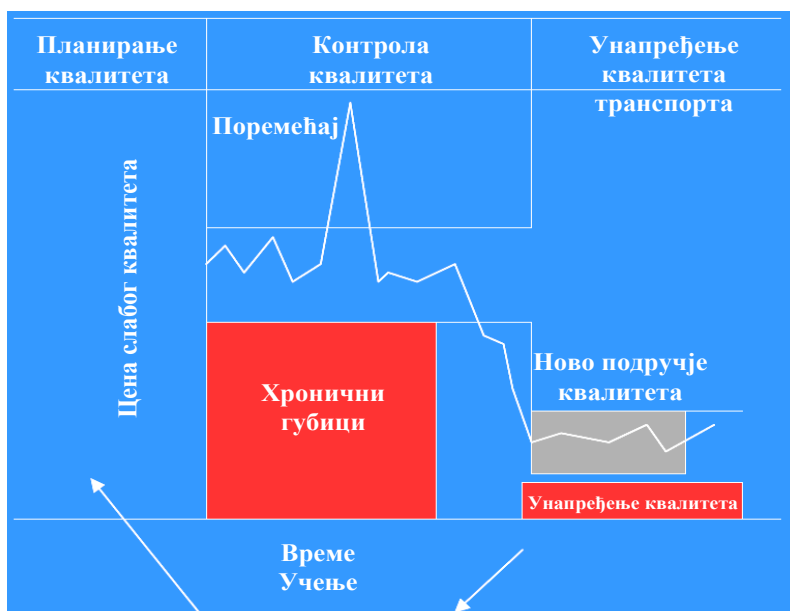 Планирање
квалитета
Контрола
квалитета
Унапређење
квалитета
транспорта
Поремећај
Цена слабог квалитета
Хронични
губици
Ново подручје
квалитета
Унапређење квалитета
Време
Учење